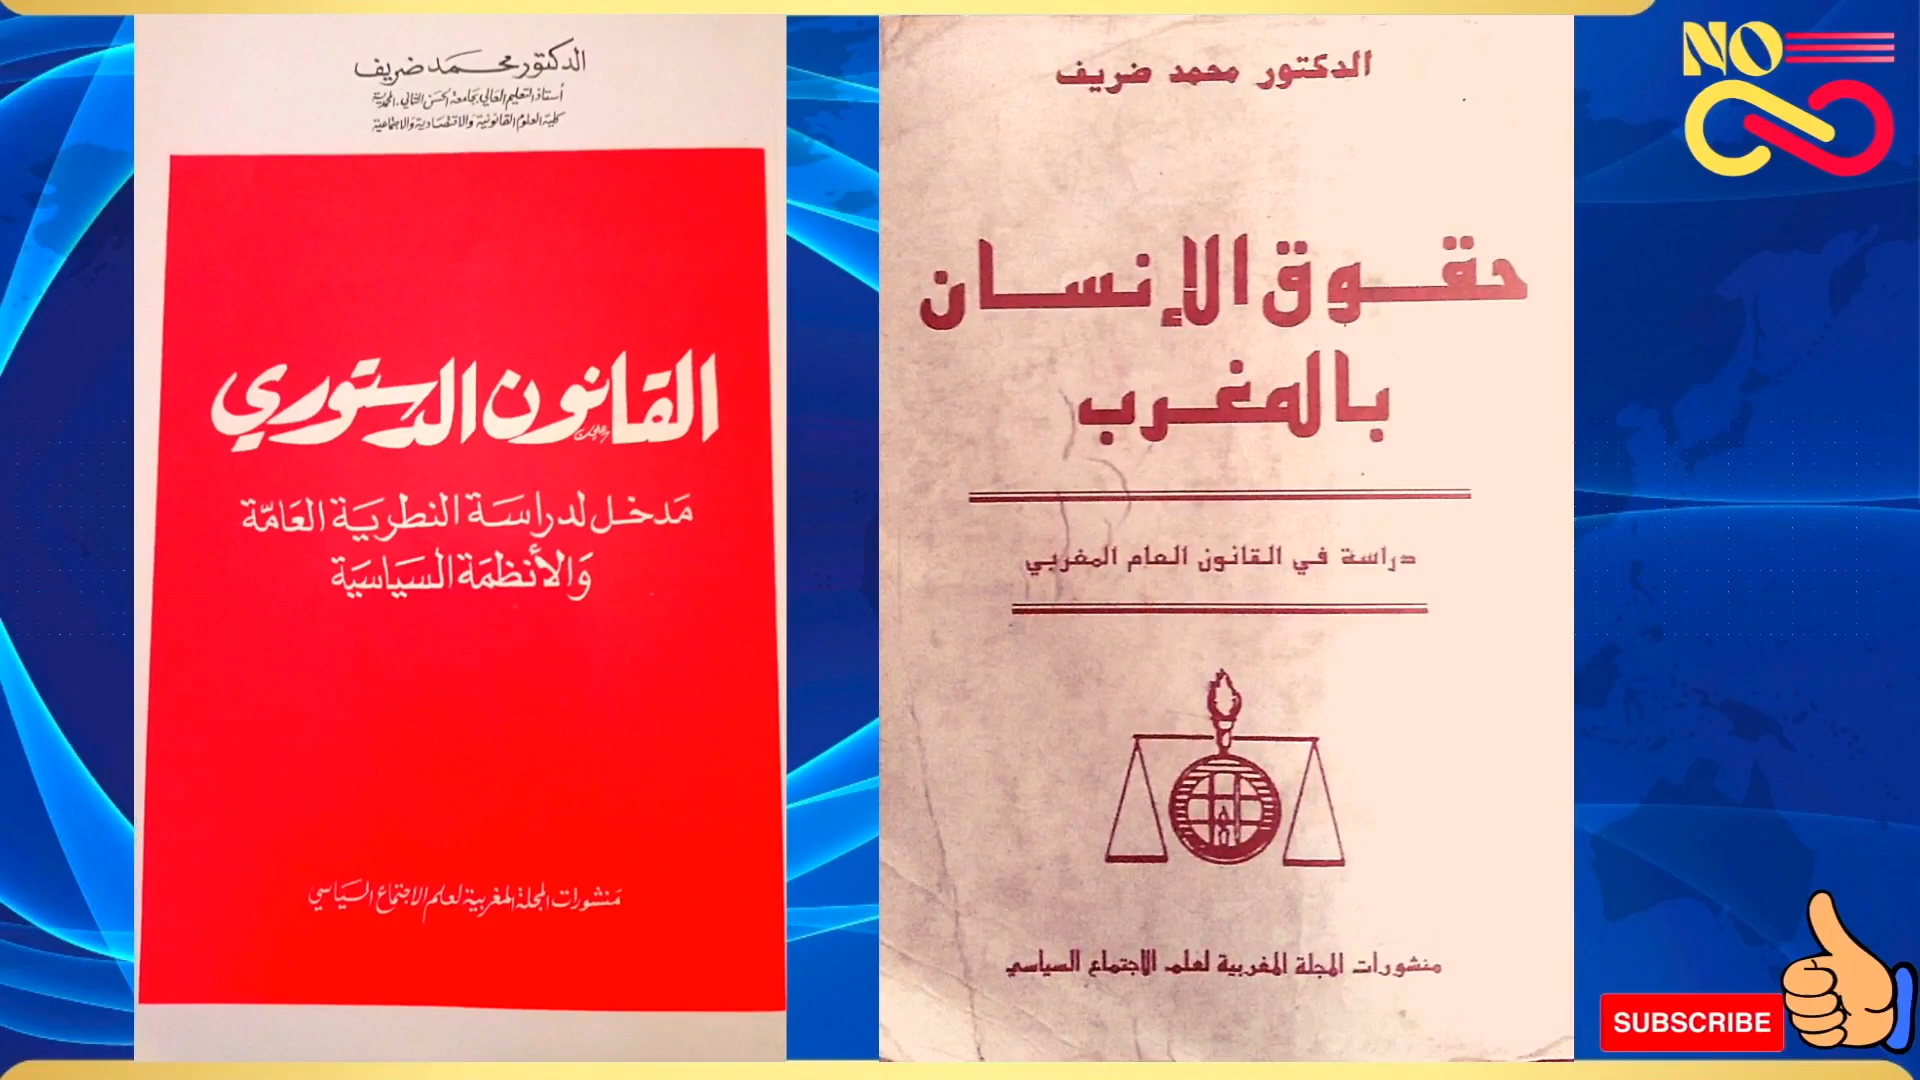 الدكتور محمد ضريف
أستاذ التعليم العالي بجامعة الحسن الثاني - المحمدية
كلية العلوم القانونية والاقتصادية والاجتماعية
القانون الدستوري
مدخل لدراسة النطرية العامة
والأنظمة السياسية
منشورات المجلة المغربية لعلم الاجتماع السياسي
الدكتور محمد ضريف
حقوق الإنسان
بالمغرب
دراسة في القانون العام المغربي
منشورات المجلة المغربية لعلم الاجتماع السياسي
NO
SUBSCRIBE